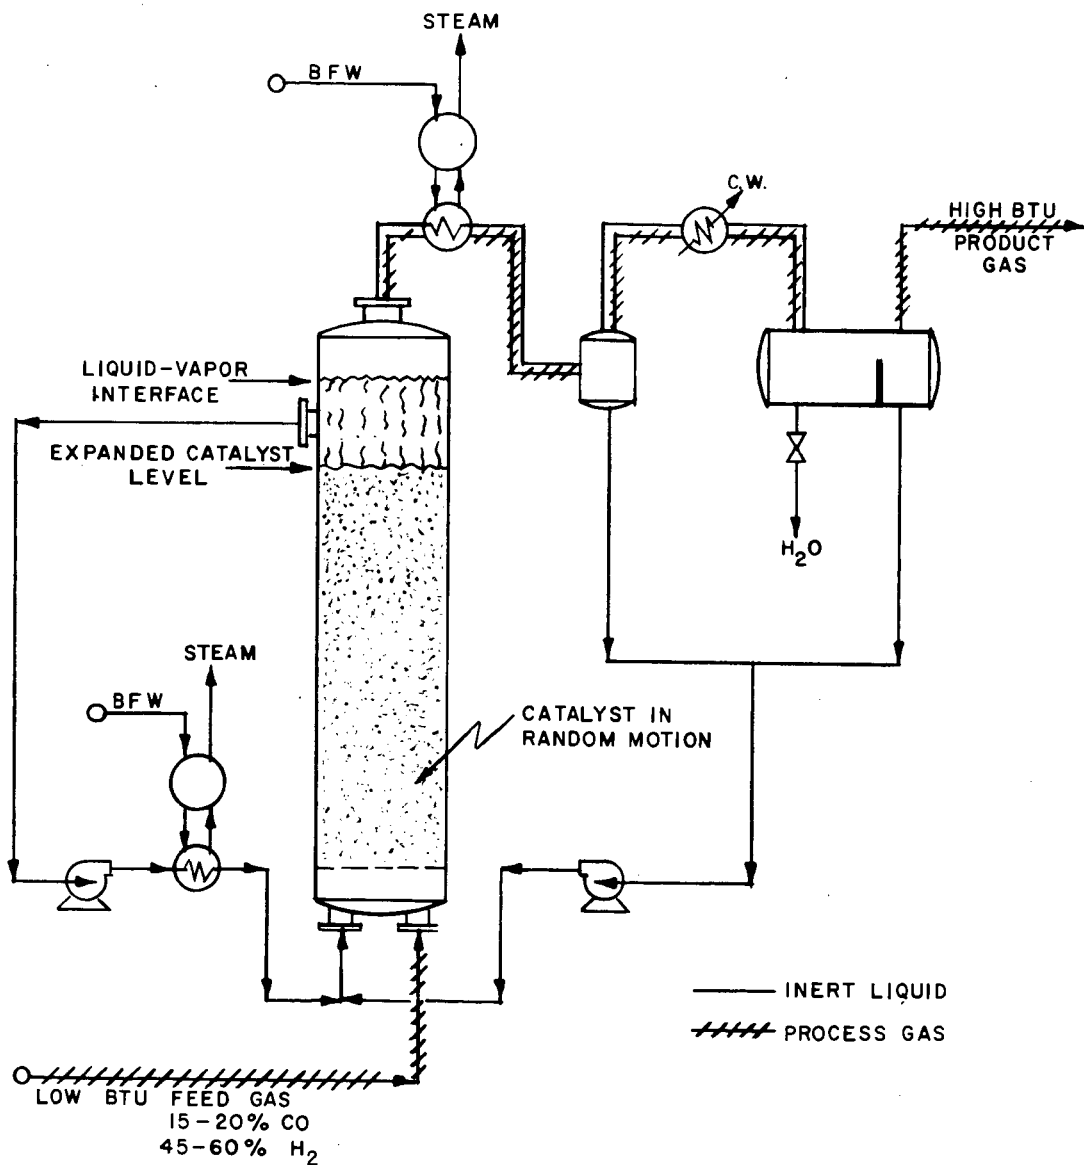 STEAM
BFW
C.W.
HIGH BTU
PRODUCT
GAS
LIQUID-VAPOR
INTERFACE
EXPANDED CATALYST
LEVEL
H2O
STEAM
BFW
CATALYST IN
RANDOM MOTION
INERT LIQUID
PROCESS GAS
LOW BTU FEED GAS
15-20% CO
45-60% H2